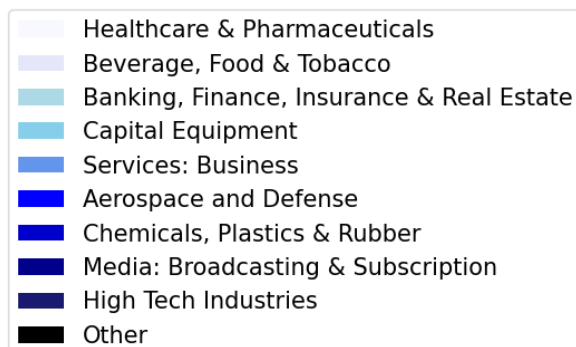 Healthcare & Pharmaceuticals
Beverage, Food & Tobacco
Banking, Finance, Insurance & Real Estate
Capital Equipment
Services: Business
Aerospace and Defense
Chemicals, Plastics & Rubber
Media: Broadcasting & Subscription
High Tech Industries
Other